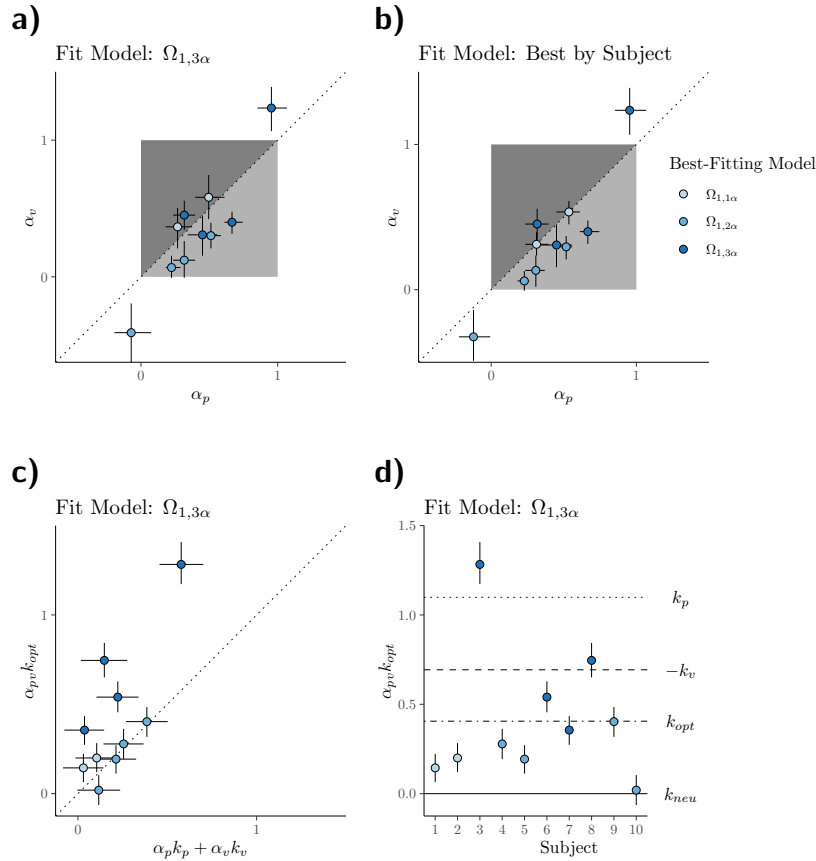 a)
Fit Model: Ω1,3α
αv
1
0
0
1
αp
b)
Fit Model: Best by Subject
αv
1
0
0
1
αp
Best-Fitting Model
Ω1,1α
Ω1,2α
Ω1,3α
c)
Fit Model: Ω1,3α
αpvkopt
1
0
0
1
αpkp + αvkv
d)
Fit Model: Ω1,3α
αpvkopt
1.5
1.0
0.5
0.0
kp
−kv
kopt
kneu
1 2 3 4 5 6 7 8 9 10
Subject